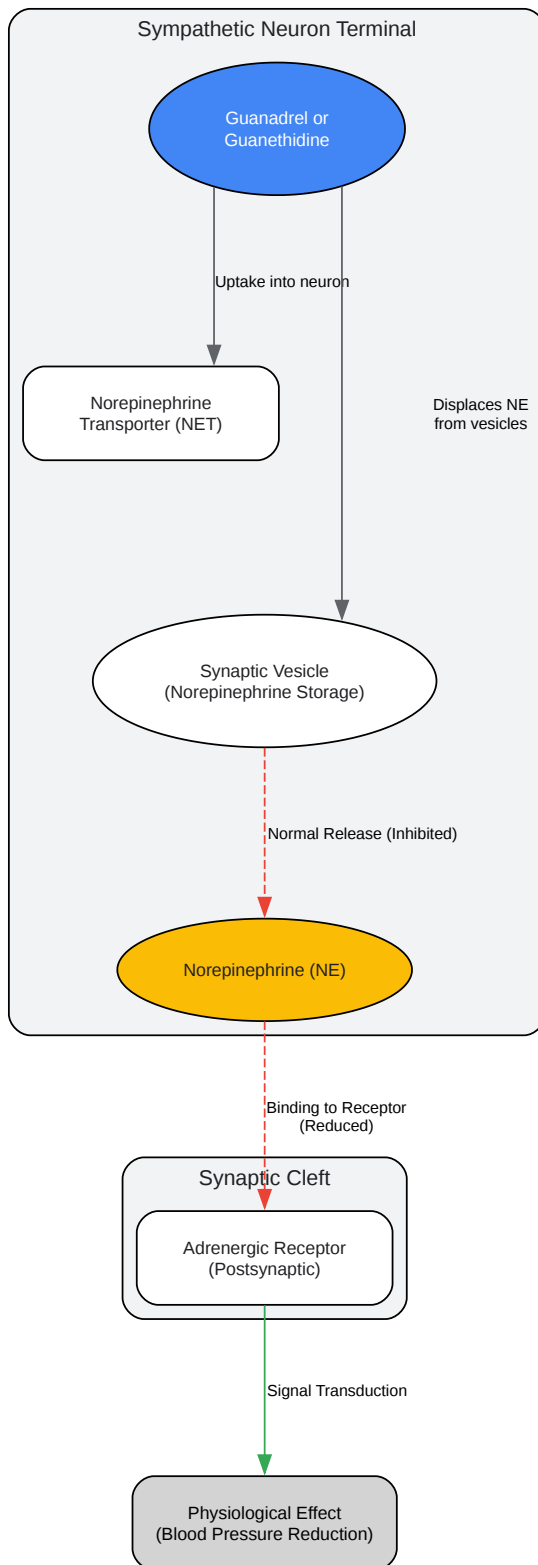 Sympathetic Neuron Terminal
Guanadrel or
Guanethidine
Uptake into neuron
Norepinephrine
Transporter (NET)
Displaces NE
from vesicles
Synaptic Vesicle
(Norepinephrine Storage)
Normal Release (Inhibited)
Norepinephrine (NE)
Binding to Receptor
(Reduced)
Synaptic Cleft
Adrenergic Receptor
(Postsynaptic)
Signal Transduction
Physiological Effect
(Blood Pressure Reduction)